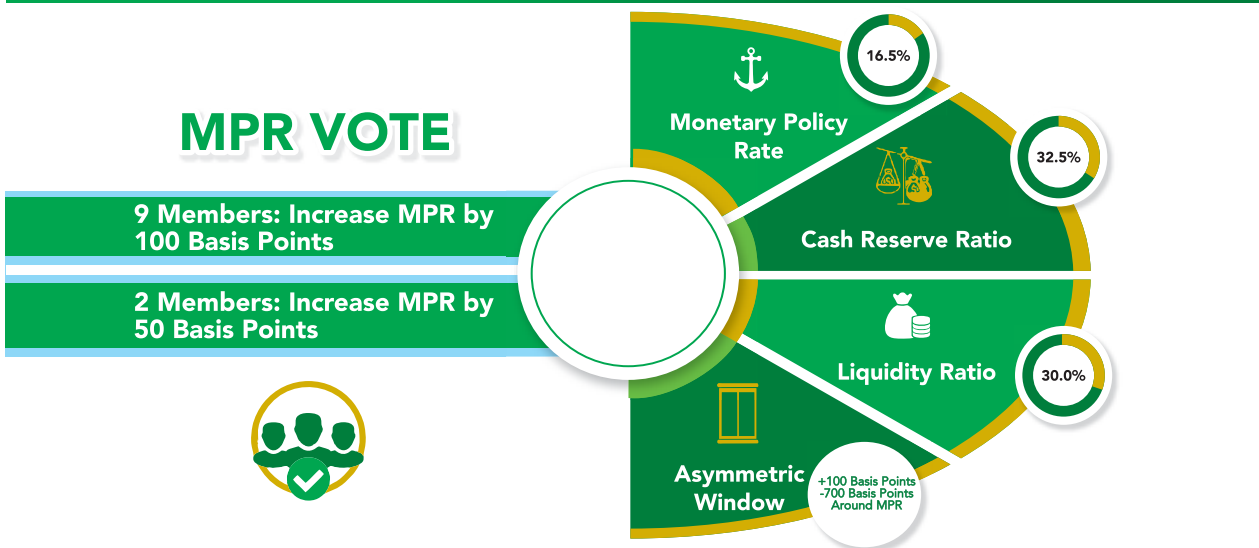 MPR VOTE
9 Members: Increase MPR by
100 Basis Points
2 Members: Increase MPR by
50 Basis Points
16.5%
Monetary Policy
Rate
32.5%
Cash Reserve Ratio
Liquidity Ratio
30.0%
Asymmetric
Window
+100 Basis Points
-700 Basis Points
Around MPR